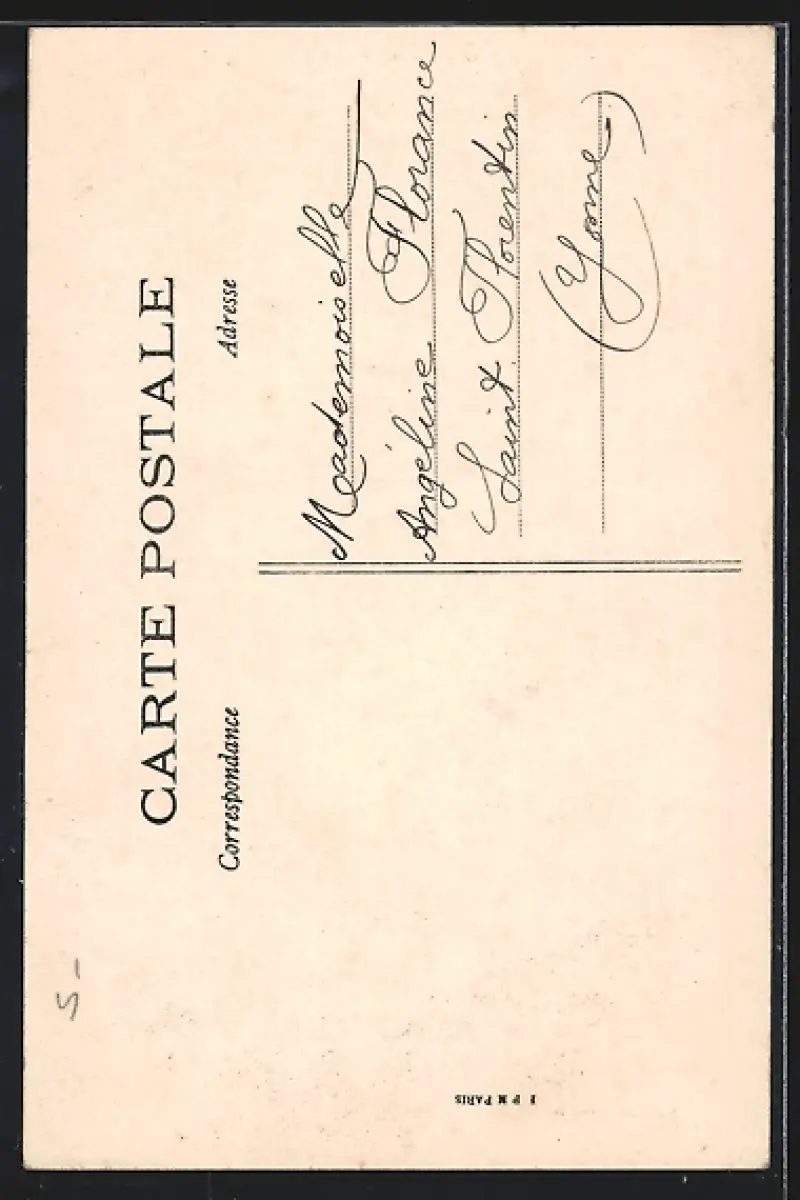 CARTE POSTALE
Correspondance
Adresse
Mademoiselle
Angéline Florance
Saint Florentin
Yonne
5-
PARIS